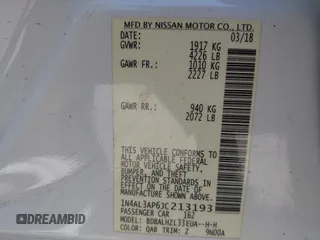 MFD BY NISSAN MOTOR CO., LTD.
DATE: 03/18
GVWR: 1917 KG
4226 LB
GAWR FR: 1010 KG
2227 LB
GAWR RR: 940 KG
2072 LB
THIS VEHICLE CONFORMS TO ALL
APPLICABLE FEDERAL MOTOR
VEHICLE SAFETY,
BUMPER, AND THEFT
PREVENTION STANDARDS IN
EFFECT ON THE DATE OF
MANUFACTURE SHOWN ABOVE.
1N4AL3AP6JC213193
PASSENGER CAR 162
MODEL: BDBALHZL33EUA--H-H
COLOR: QAB TRIM: Z 9N00A
© AutoBidMaster